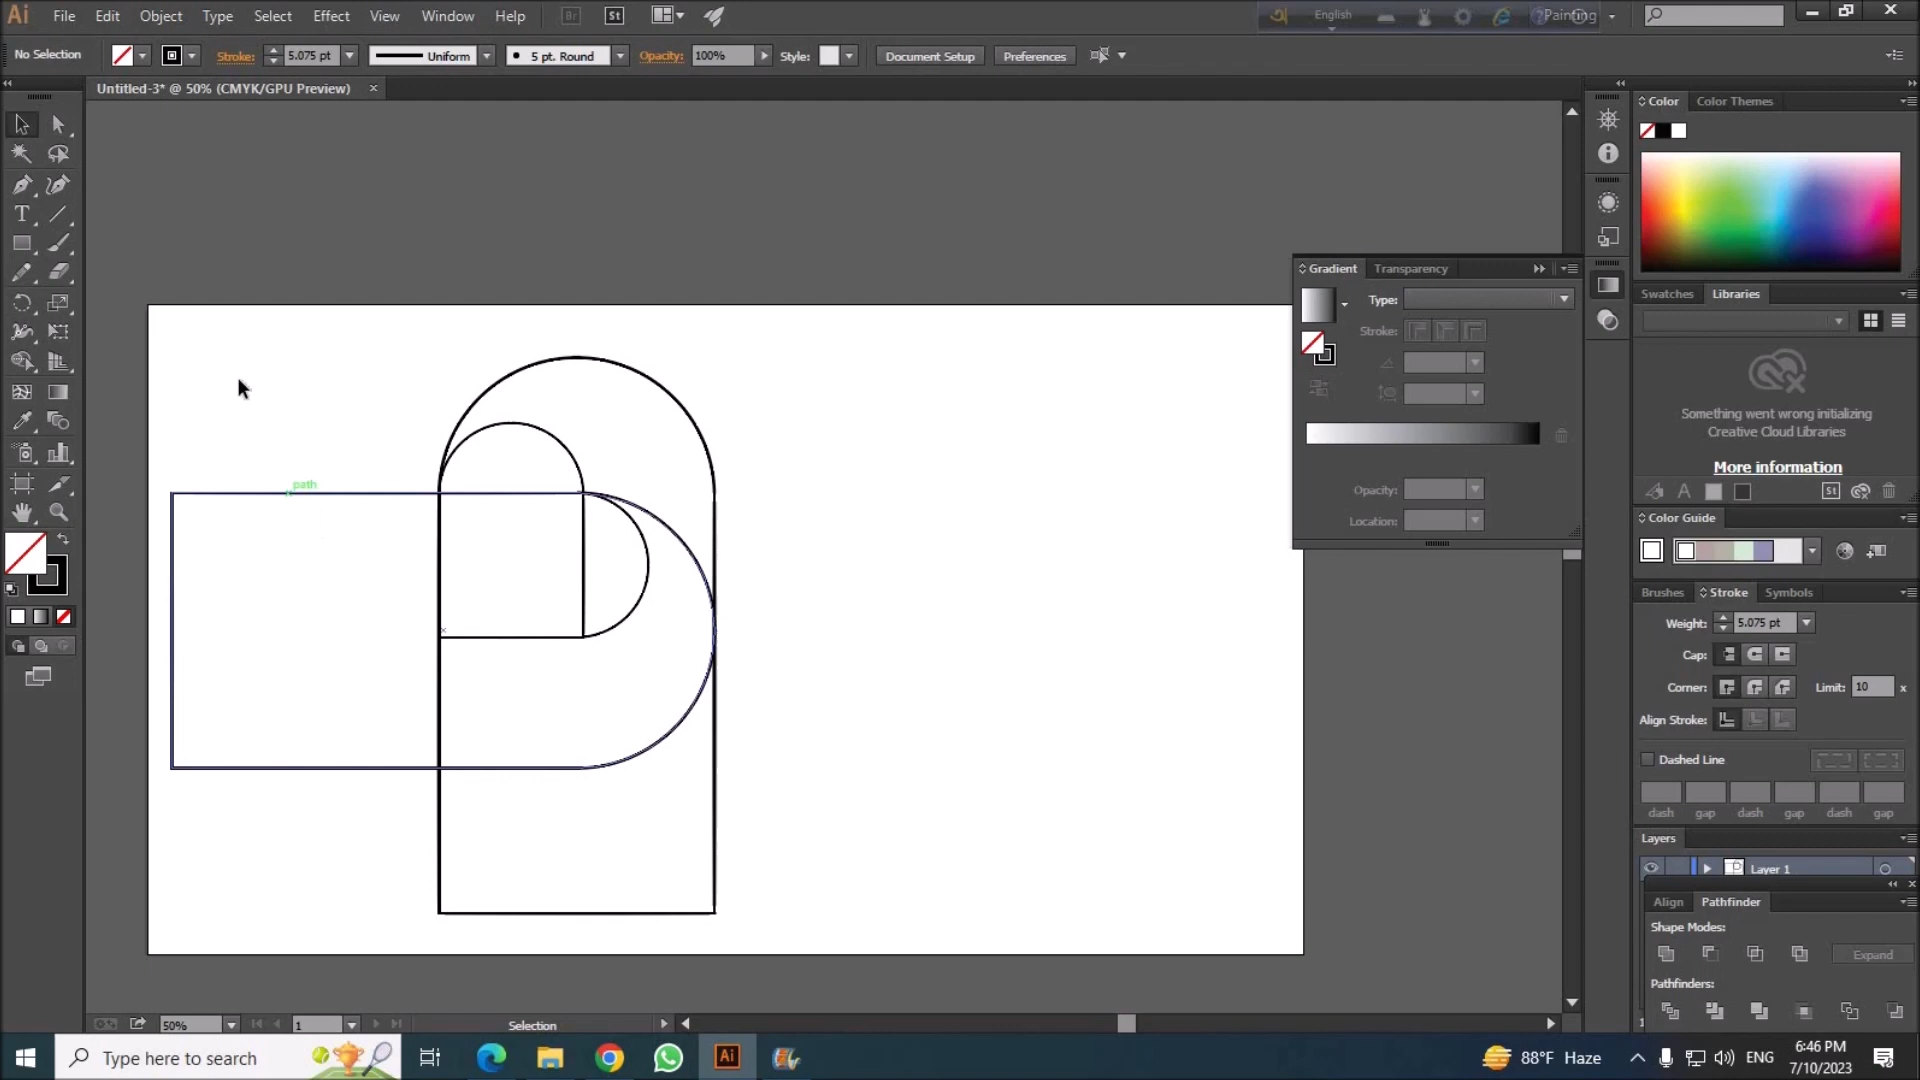 Ai File Edit Object Type Select Effect View Window Help Br St English Painting
No Selection Stroke: 5.075 pt Uniform 5 pt. Round Opacity: 100% Style: Document Setup Preferences
Untitled-3* @ 50% (CMYK/GPU Preview) ×
Color Color Themes
Gradient Transparency
Type:
Stroke:
Opacity:
Location:
Swatches Libraries
Something went wrong initializing
Creative Cloud Libraries
More information
St
Color Guide
Brushes Stroke Symbols
Weight: 5.075 pt
Cap:
Corner: Limit: 10 x
Align Stroke:
Dashed Line
dash gap dash gap dash gap
Layers
Layer 1
Align Pathfinder
Shape Modes:
Expand
Pathfinders:
path
50% 1 Selection
Type here to search
Ai
88°F Haze
ENG
6:46 PM
7/10/2023